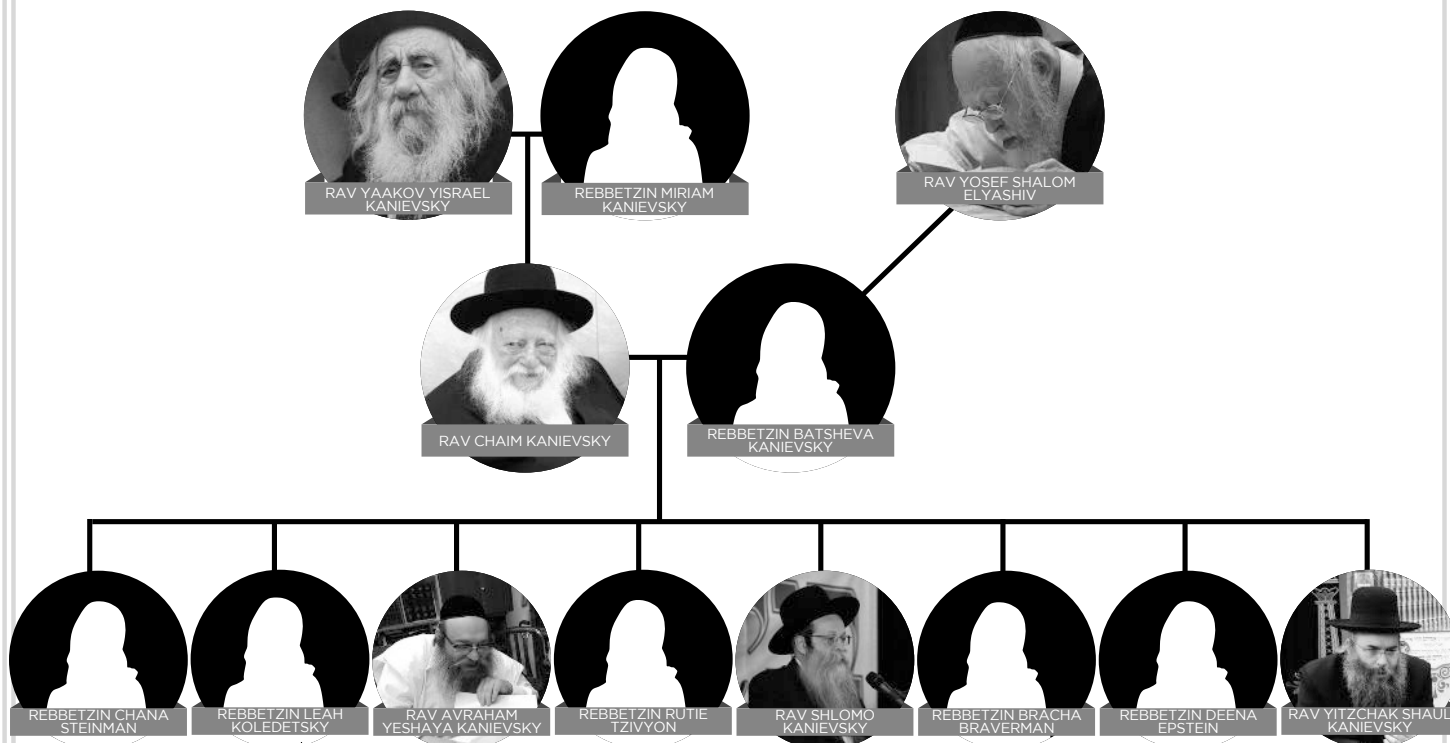 RAV YAAKOV YISRAEL
KANIEVSKY
REBBETZIN MIRIAM
KANIEVSKY
RAV YOSEF SHALOM
ELYASHIV
RAV CHAIM KANIEVSKY
REBBETZIN BATSHEVA
KANIEVSKY
REBBETZIN CHANA
STEINMAN
REBBETZIN LEAH
KOLEDETSKY
RAV AVRAHAM
YESHAYA KANIEVSKY
REBBETZIN RUTIE
TZIVYON
RAV SHLOMO
KANIEVSKY
REBBETZIN BRACHA
BRAVERMAN
REBBETZIN DEENA
EPSTEIN
RAV YITZCHAK SHAUL
KANIEVSKY